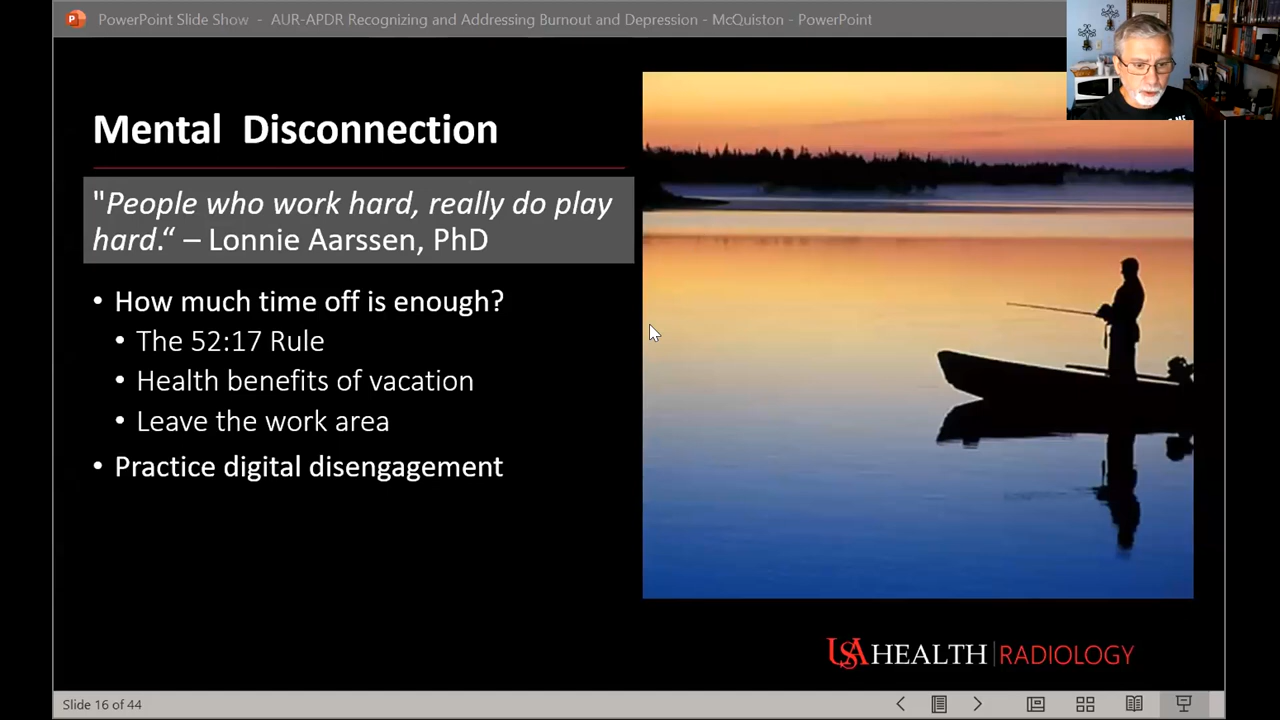 PowerPoint Slide Show - AUR-APDR Recognizing and Addressing Burnout and Depression - McQuiston - PowerPoint
Mental Disconnection
"People who work hard, really do play
hard.“ – Lonnie Aarssen, PhD
• How much time off is enough?
• The 52:17 Rule
• Health benefits of vacation
• Leave the work area
• Practice digital disengagement
USA HEALTH | RADIOLOGY
Slide 16 of 44